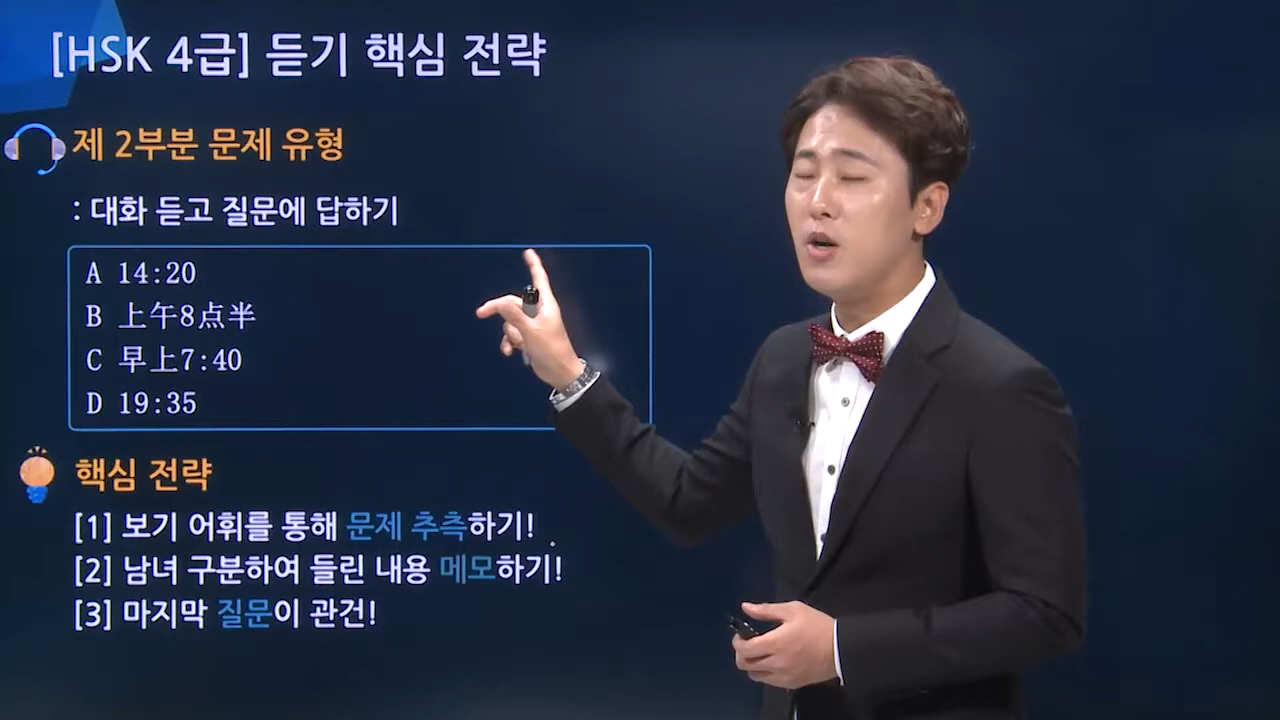 [HSK 4급] 듣기 핵심 전략
제 2부분 문제 유형
: 대화 듣고 질문에 답하기
A 14:20
B 上午8点半
C 早上7:40
D 19:35
핵심 전략
[1] 보기 어휘를 통해 문제 추측하기!
[2] 남녀 구분하여 들린 내용 메모하기!
[3] 마지막 질문이 관건!